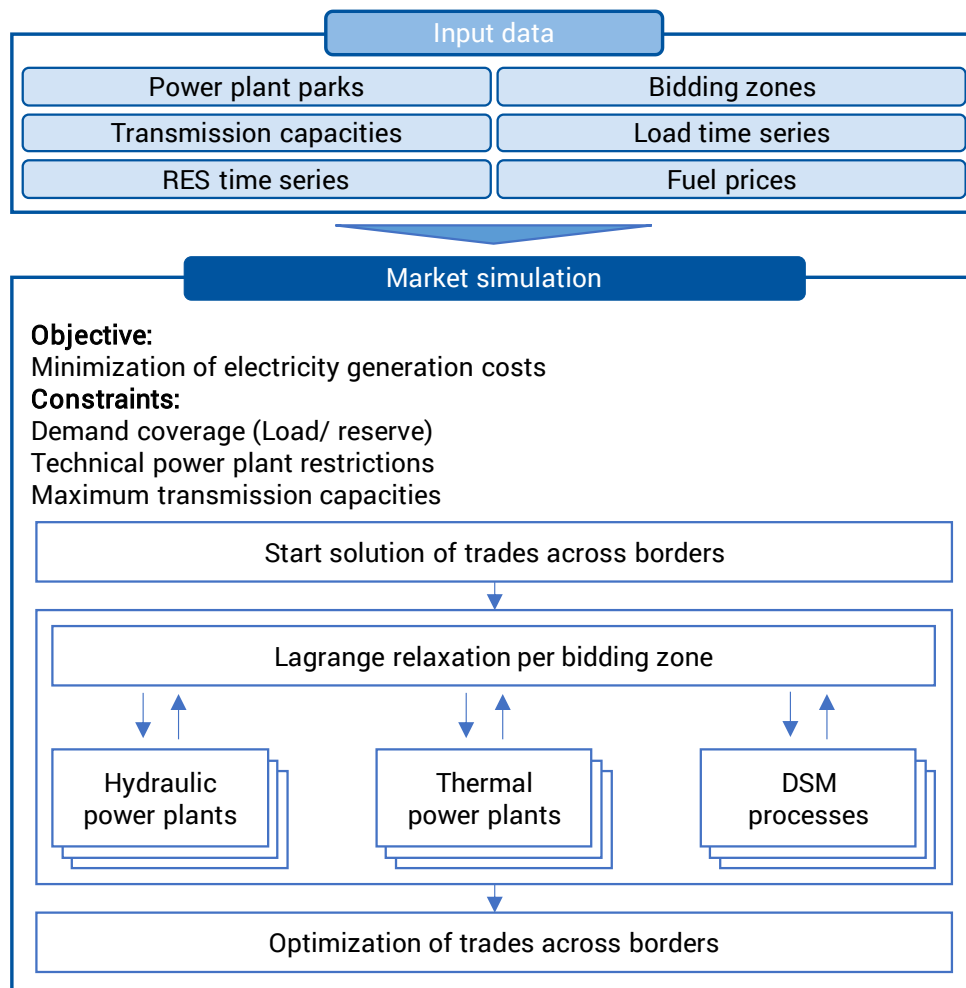 Input data
Power plant parks
Bidding zones
Transmission capacities
Load time series
RES time series
Fuel prices
Market simulation
Objective:
Minimization of electricity generation costs
Constraints:
Demand coverage (Load/ reserve)
Technical power plant restrictions
Maximum transmission capacities
Start solution of trades across borders
Lagrange relaxation per bidding zone
Hydraulic
power plants
Thermal
power plants
DSM
processes
Optimization of trades across borders